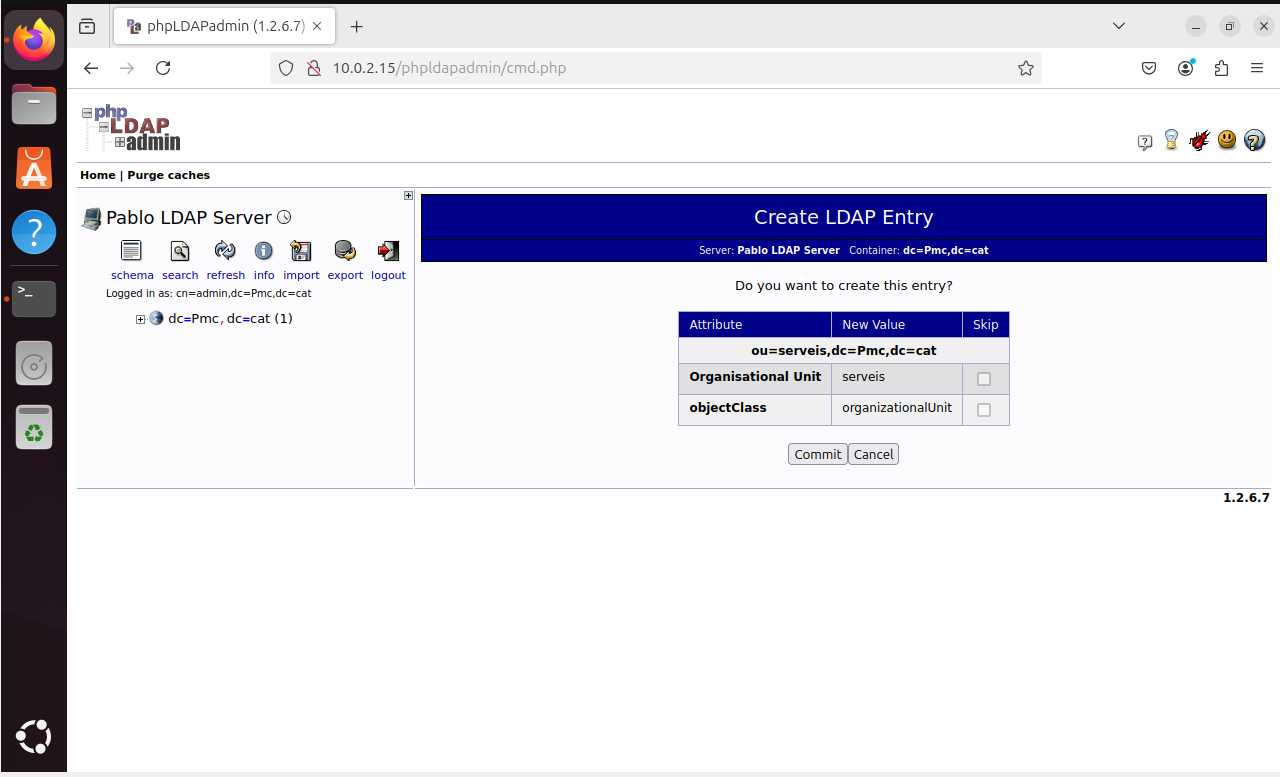 phpLDAPadmin (1.2.6.7)
10.0.2.15/phpldapadmin/cmd.php
php
LDAP
admin
Home | Purge caches
Pablo LDAP Server
schema search refresh info import export logout
Logged in as: cn=admin,dc=Pmc,dc=cat
dc=Pmc,dc=cat (1)
Create LDAP Entry
Server: Pablo LDAP Server Container: dc=Pmc,dc=cat
Do you want to create this entry?
Attribute New Value Skip
ou=serveis,dc=Pmc,dc=cat
Organisational Unit serveis
objectClass organizationalUnit
Commit Cancel
1.2.6.7